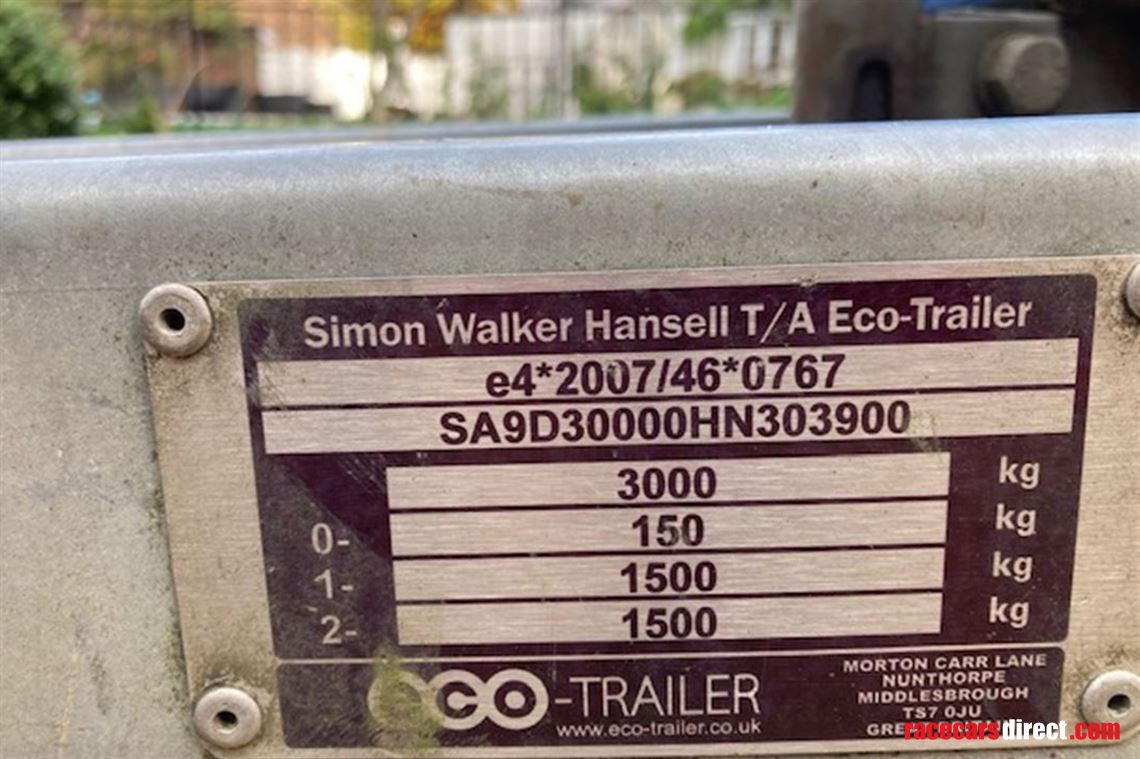 Simon Walker Hansell T/A Eco-Trailer
e4*2007/46*0767
SA9D30000HN303900
3000 kg
0- 150 kg
1- 1500 kg
2- 1500 kg
ECO-TRAILER
www.eco-trailer.co.uk
MORTON CARR LANE
NUNTHORPE
MIDDLESBROUGH
TS7 0JU
racecarsdirect.com